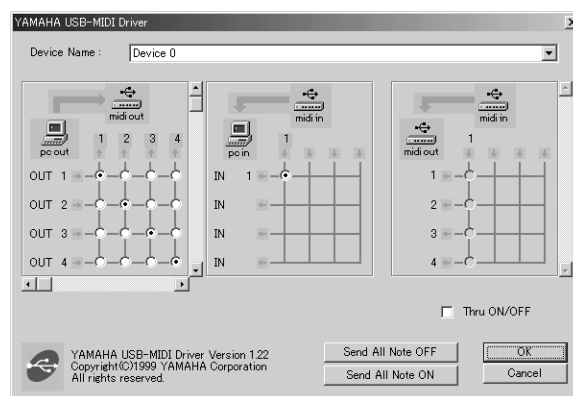 YAMAHA USB-MIDI Driver
Device Name : Device 0
midi out
pc out
1 2 3 4
OUT 1
OUT 2
OUT 3
OUT 4
midi in
pc in
1
IN 1
IN
IN
IN
midi in
midi out
1
1
2
3
4
Thru ON/OFF
YAMAHA USB-MIDI Driver Version 1.22
Copyright(C)1999 YAMAHA Corporation
All rights reserved.
Send All Note OFF
Send All Note ON
OK
Cancel